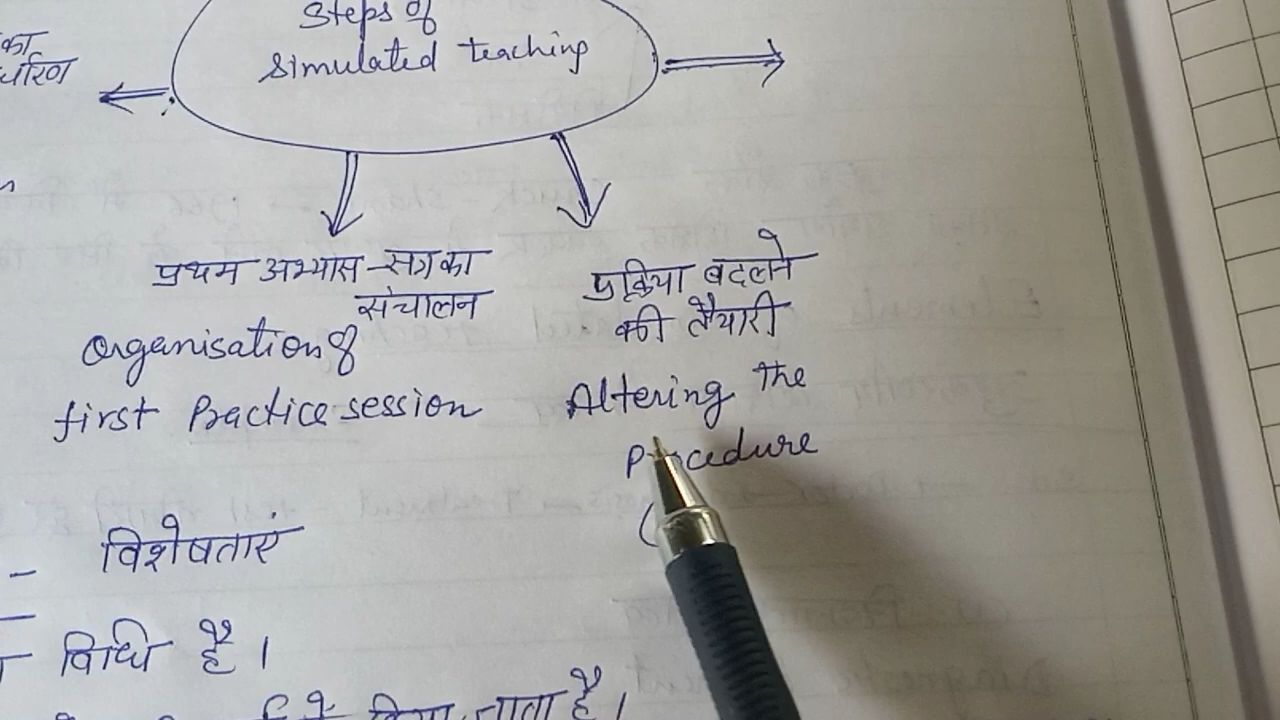 Steps of
simulated teaching
का
प्रथम अभ्यास-सत्र का
संचालन
Organisation of
first Practice session
प्रक्रिया बदलने
की तैयारी
Altering the
Procedure
(
- विशेषताएं
विधि है।
किया जाता है।